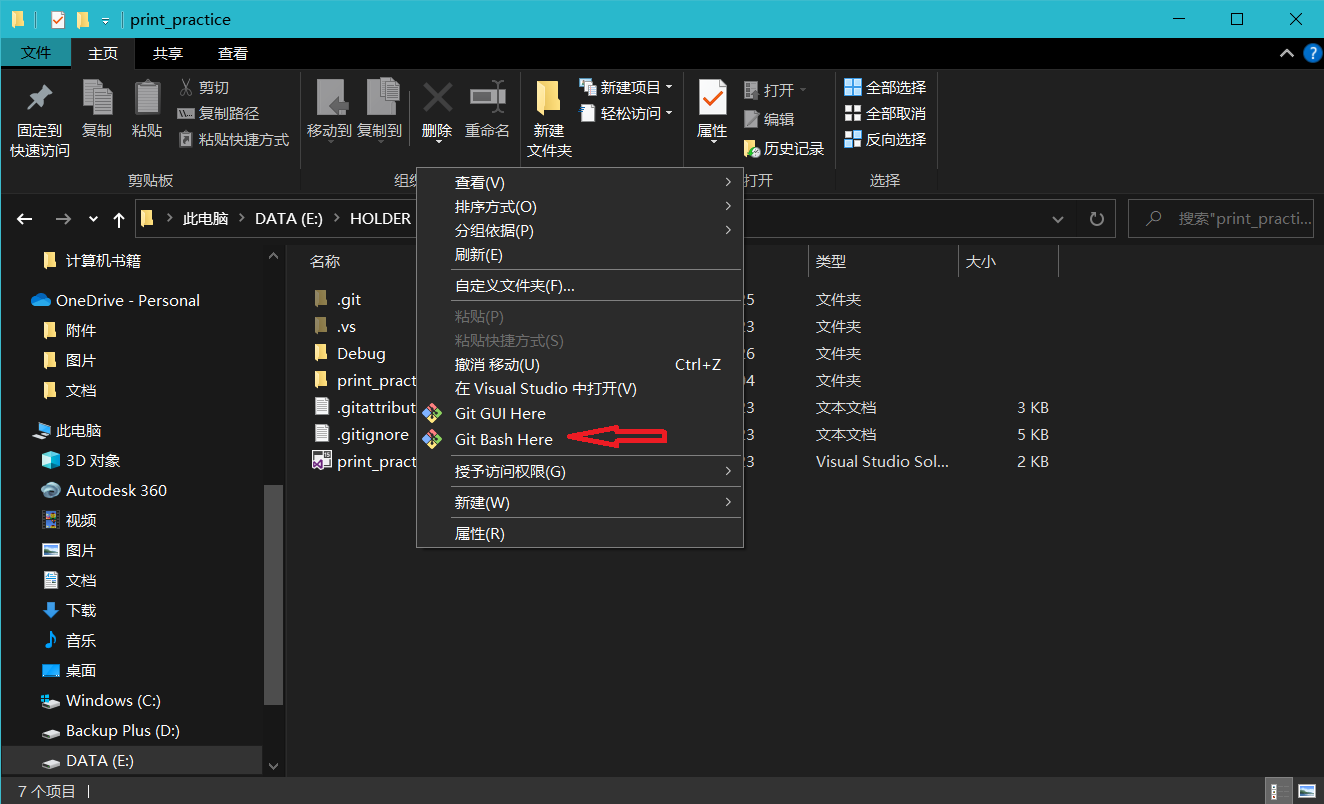 print_practice
文件 主页 共享 查看
固定到
快速访问
复制
粘贴
剪切
复制路径
粘贴快捷方式
剪贴板
移动到
复制到
删除
重命名
新建
文件夹
新建项目
轻松访问
属性
打开
编辑
历史记录
打开
全部选择
全部取消
反向选择
选择
此电脑 DATA (E:) HOLDER
搜索"print_practi...
计算机书籍
OneDrive - Personal
附件
图片
文档
此电脑
3D 对象
Autodesk 360
视频
图片
文档
下载
音乐
桌面
Windows (C:)
Backup Plus (D:)
DATA (E:)
名称 类型 大小
.git 25 文件夹
.vs 23 文件夹
Debug 26 文件夹
print_pract 04 文件夹
.gitattribut 23 文本文档 3 KB
.gitignore 23 文本文档 5 KB
print_pract 23 Visual Studio Sol... 2 KB
查看(V)
排序方式(O)
分组依据(P)
刷新(E)
自定义文件夹(F)...
粘贴(P)
粘贴快捷方式(S)
撤消 移动(U) Ctrl+Z
在 Visual Studio 中打开(V)
Git GUI Here
Git Bash Here
授予访问权限(G)
新建(W)
属性(R)
7 个项目